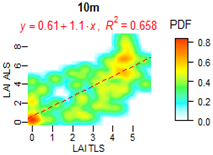 10m
y = 0.61+1.1·x, R² = 0.658
PDF
LAI ALS
0 2 4 6 8
0.8
0.6
0.4
0.2
0.0
0 1 2 3 4 5
LAI TLS